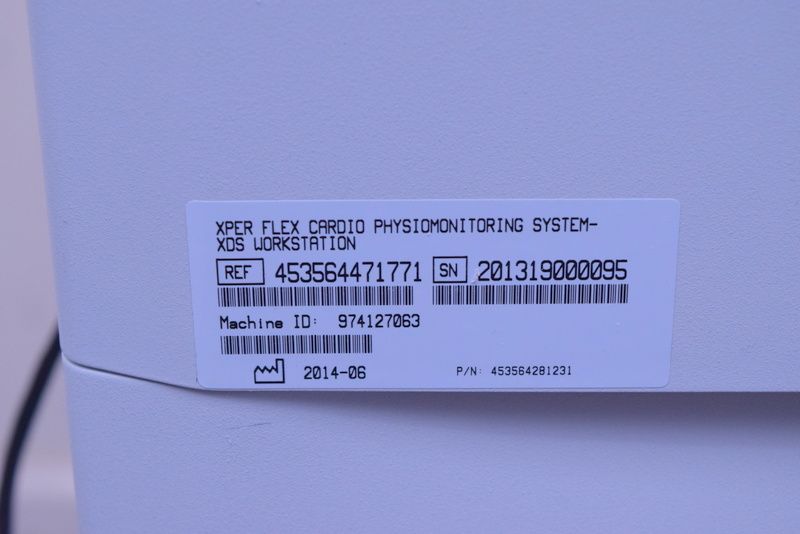 XPER FLEX CARDIO PHYSIOMONITORING SYSTEM-
XDS WORKSTATION
REF 453564471771 SN 201319000095
Machine ID: 974127063
2014-06 P/N: 453564281231